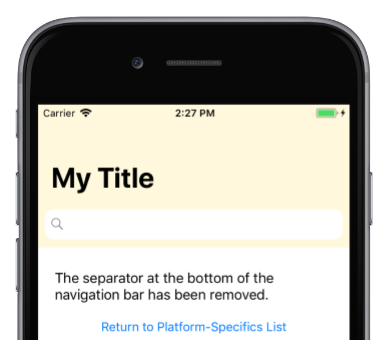 Carrier 2:27 PM
My Title
The separator at the bottom of the
navigation bar has been removed.
Return to Platform-Specifics List